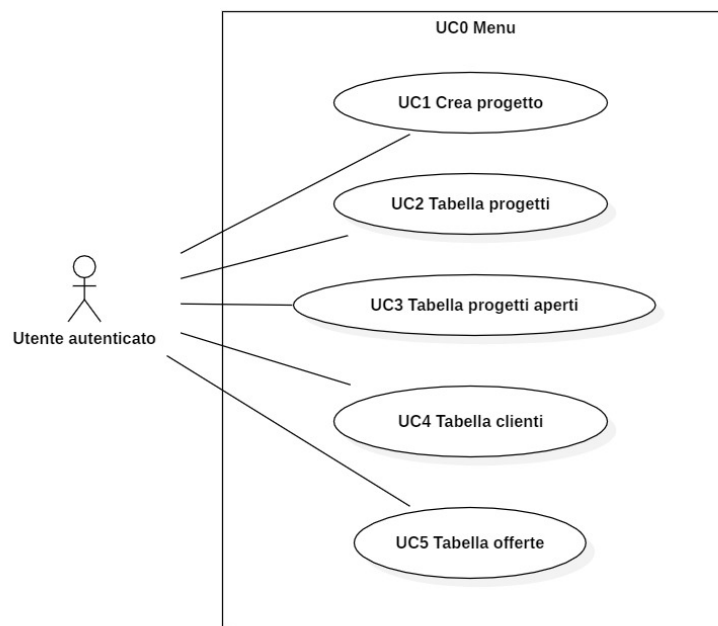 UC0 Menu
UC1 Crea progetto
UC2 Tabella progetti
UC3 Tabella progetti aperti
Utente autenticato
UC4 Tabella clienti
UC5 Tabella offerte